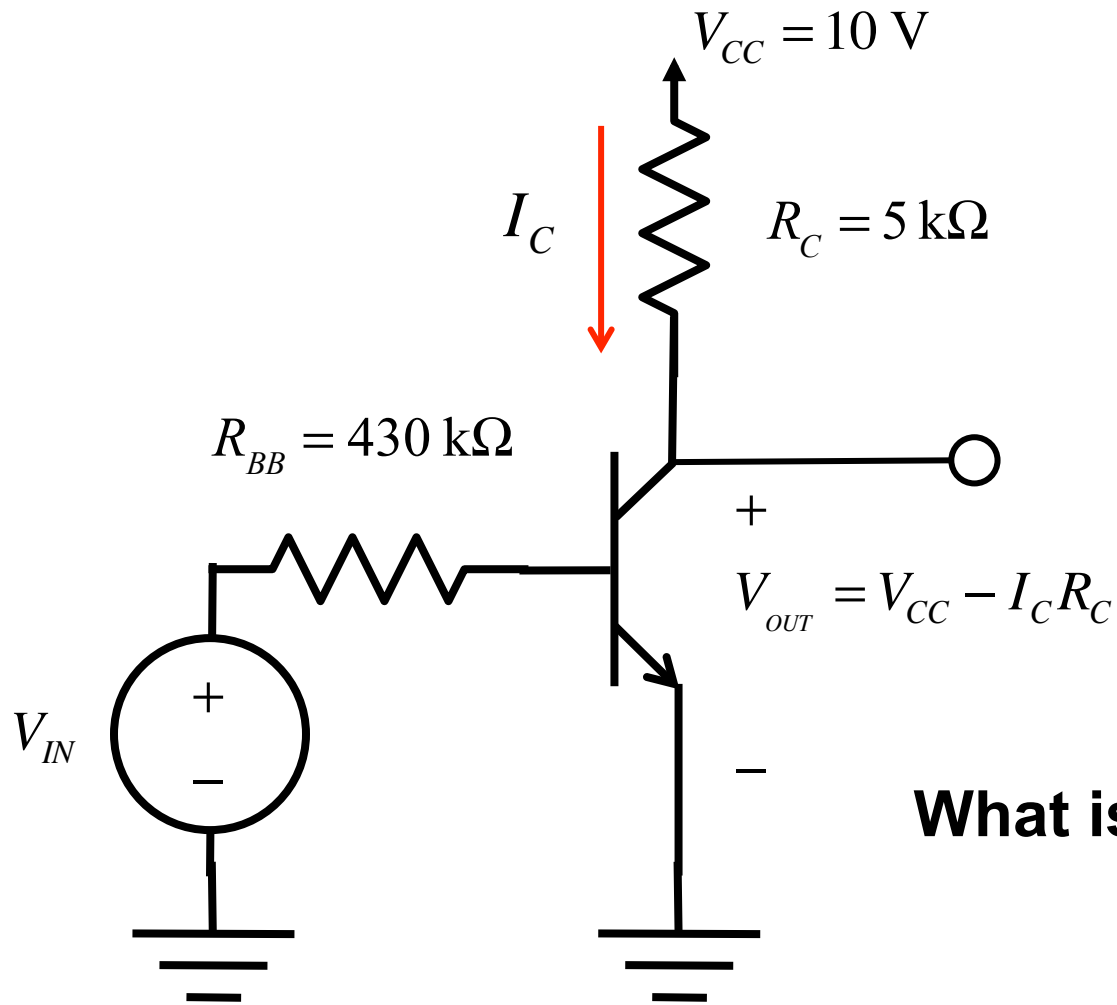 V_CC = 10 V
I_C
R_C = 5 kΩ
R_BB = 430 kΩ
+
V_OUT = V_CC − I_C R_C
+
V_IN
−
−
What is